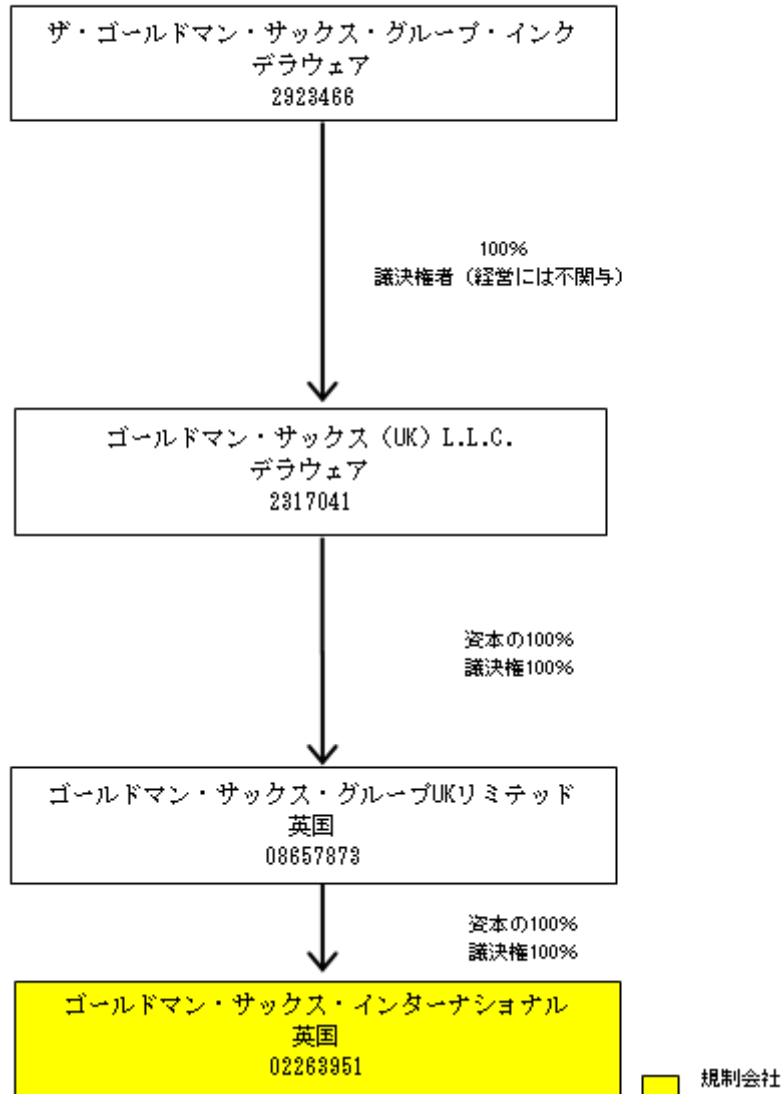 ザ・ゴールドマン・サックス・グループ・インク
デラウェア
2923466
100%
議決権者（経営には不関与）
ゴールドマン・サックス（UK）L.L.C.
デラウェア
2317041
資本の100%
議決権100%
ゴールドマン・サックス・グループUKリミテッド
英国
08657873
資本の100%
議決権100%
ゴールドマン・サックス・インターナショナル
英国
02263951
規制会社